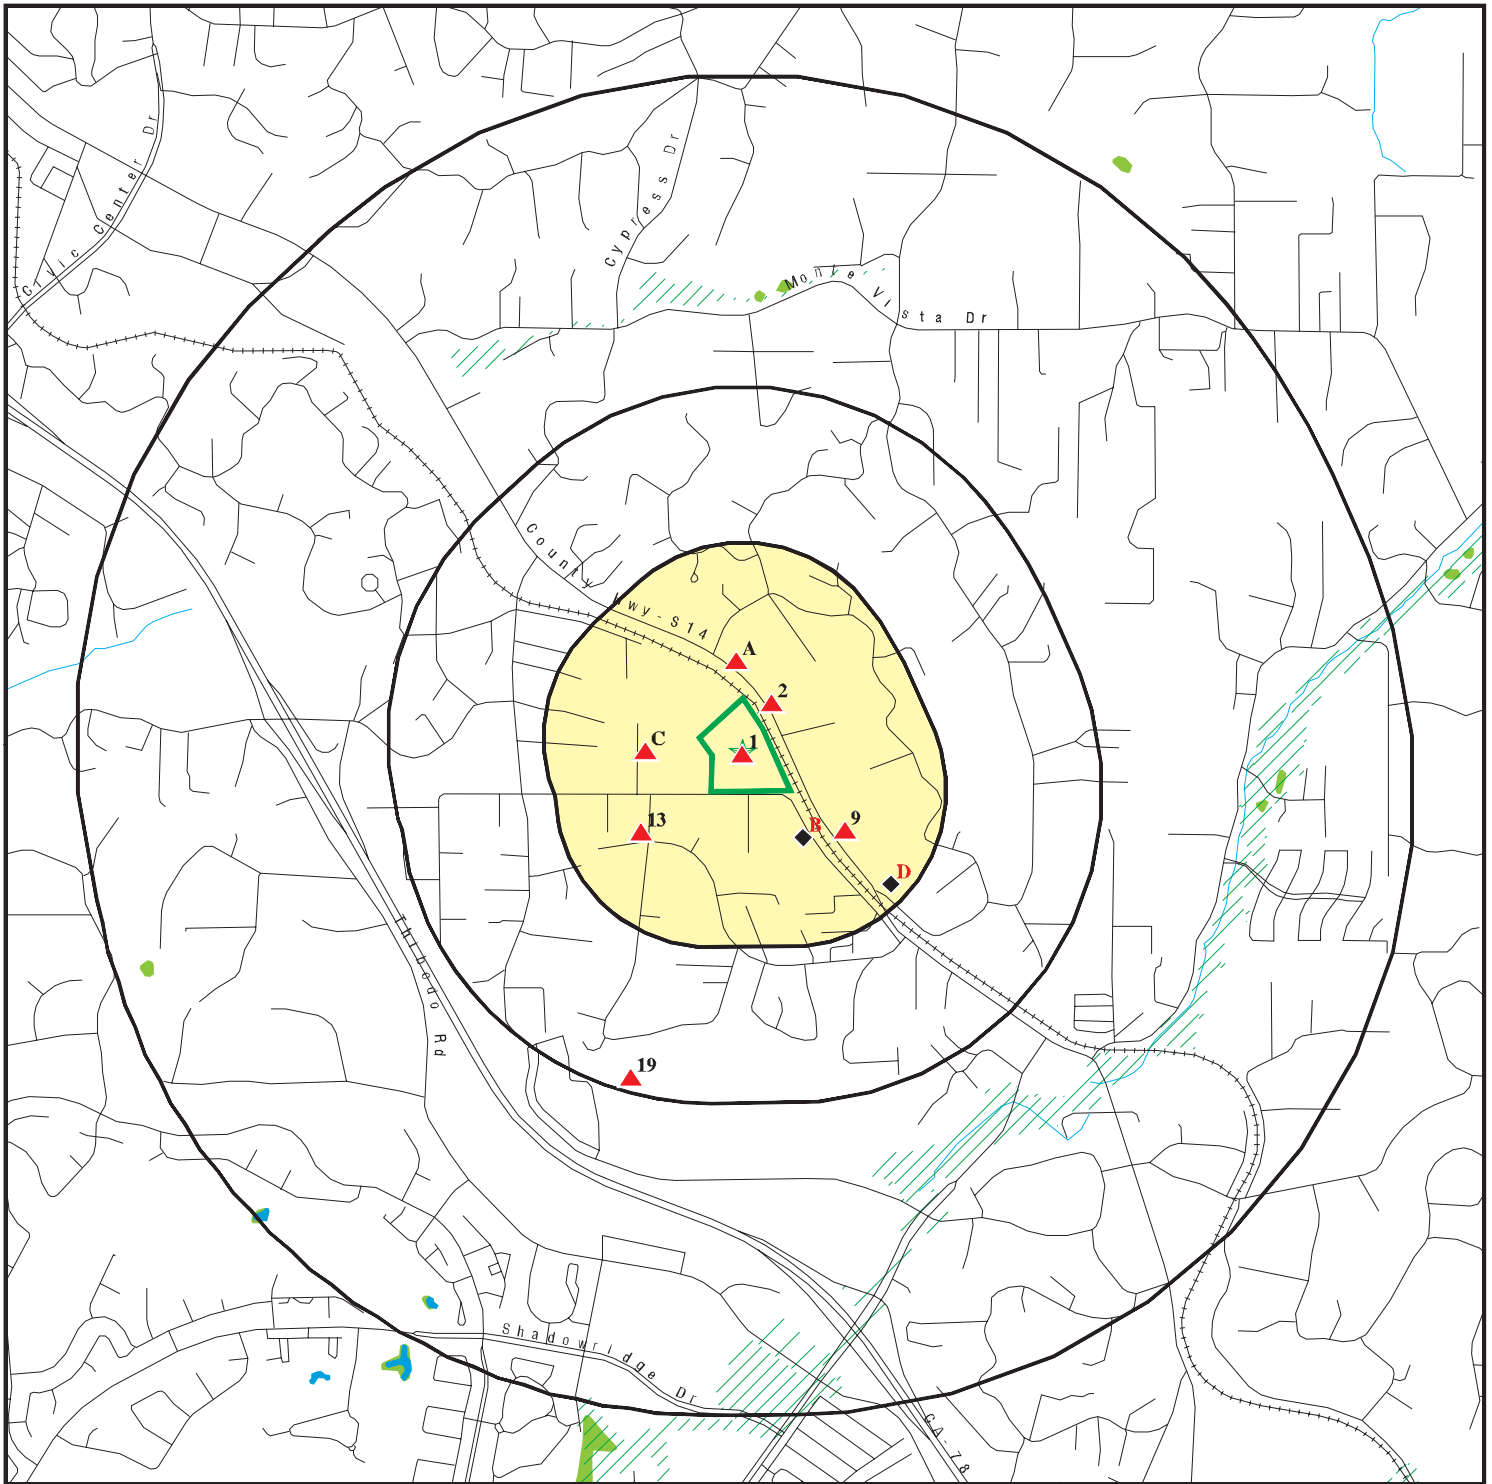 Civic Center Dr
Cypress Dr
Monte Vista Dr
County Hwy-S14
A
2
C
1
13
B
9
D
Thibodo Rd
19
Shadowridge Dr
CA-78